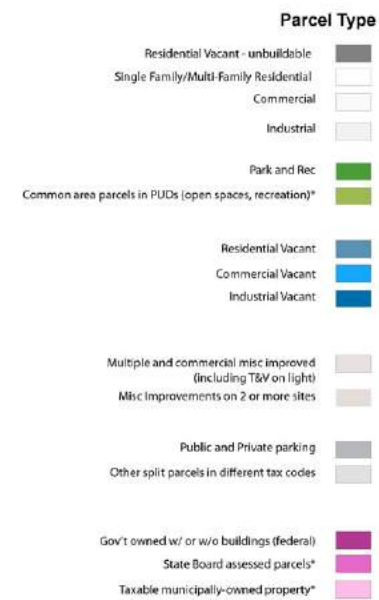 Parcel Type
Residential Vacant - unbuildable
Single Family/Multi-Family Residential
Commercial
Industrial
Park and Rec
Common area parcels in PUDs (open spaces, recreation)*
Residential Vacant
Commercial Vacant
Industrial Vacant
Multiple and commercial misc improved
(including T&V on light)
Misc Improvements on 2 or more sites
Public and Private parking
Other split parcels in different tax codes
Gov't owned w/ or w/o buildings (federal)
State Board assessed parcels*
Taxable municipally-owned property*